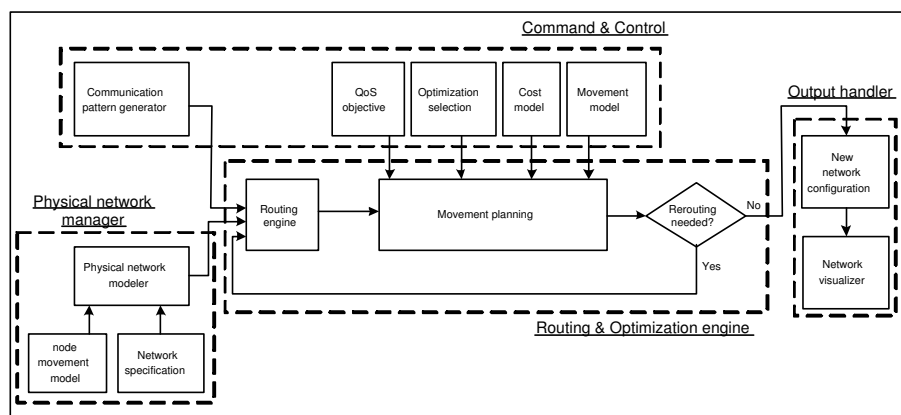 Command & Control
Communication
pattern generator
QoS
objective
Optimization
selection
Cost
model
Movement
model
Output handler
New
network
configuration
Network
visualizer
Routing
engine
Movement planning
Rerouting
needed?
No
Yes
Routing & Optimization engine
Physical network
manager
Physical network
modeler
node
movement
model
Network
specification